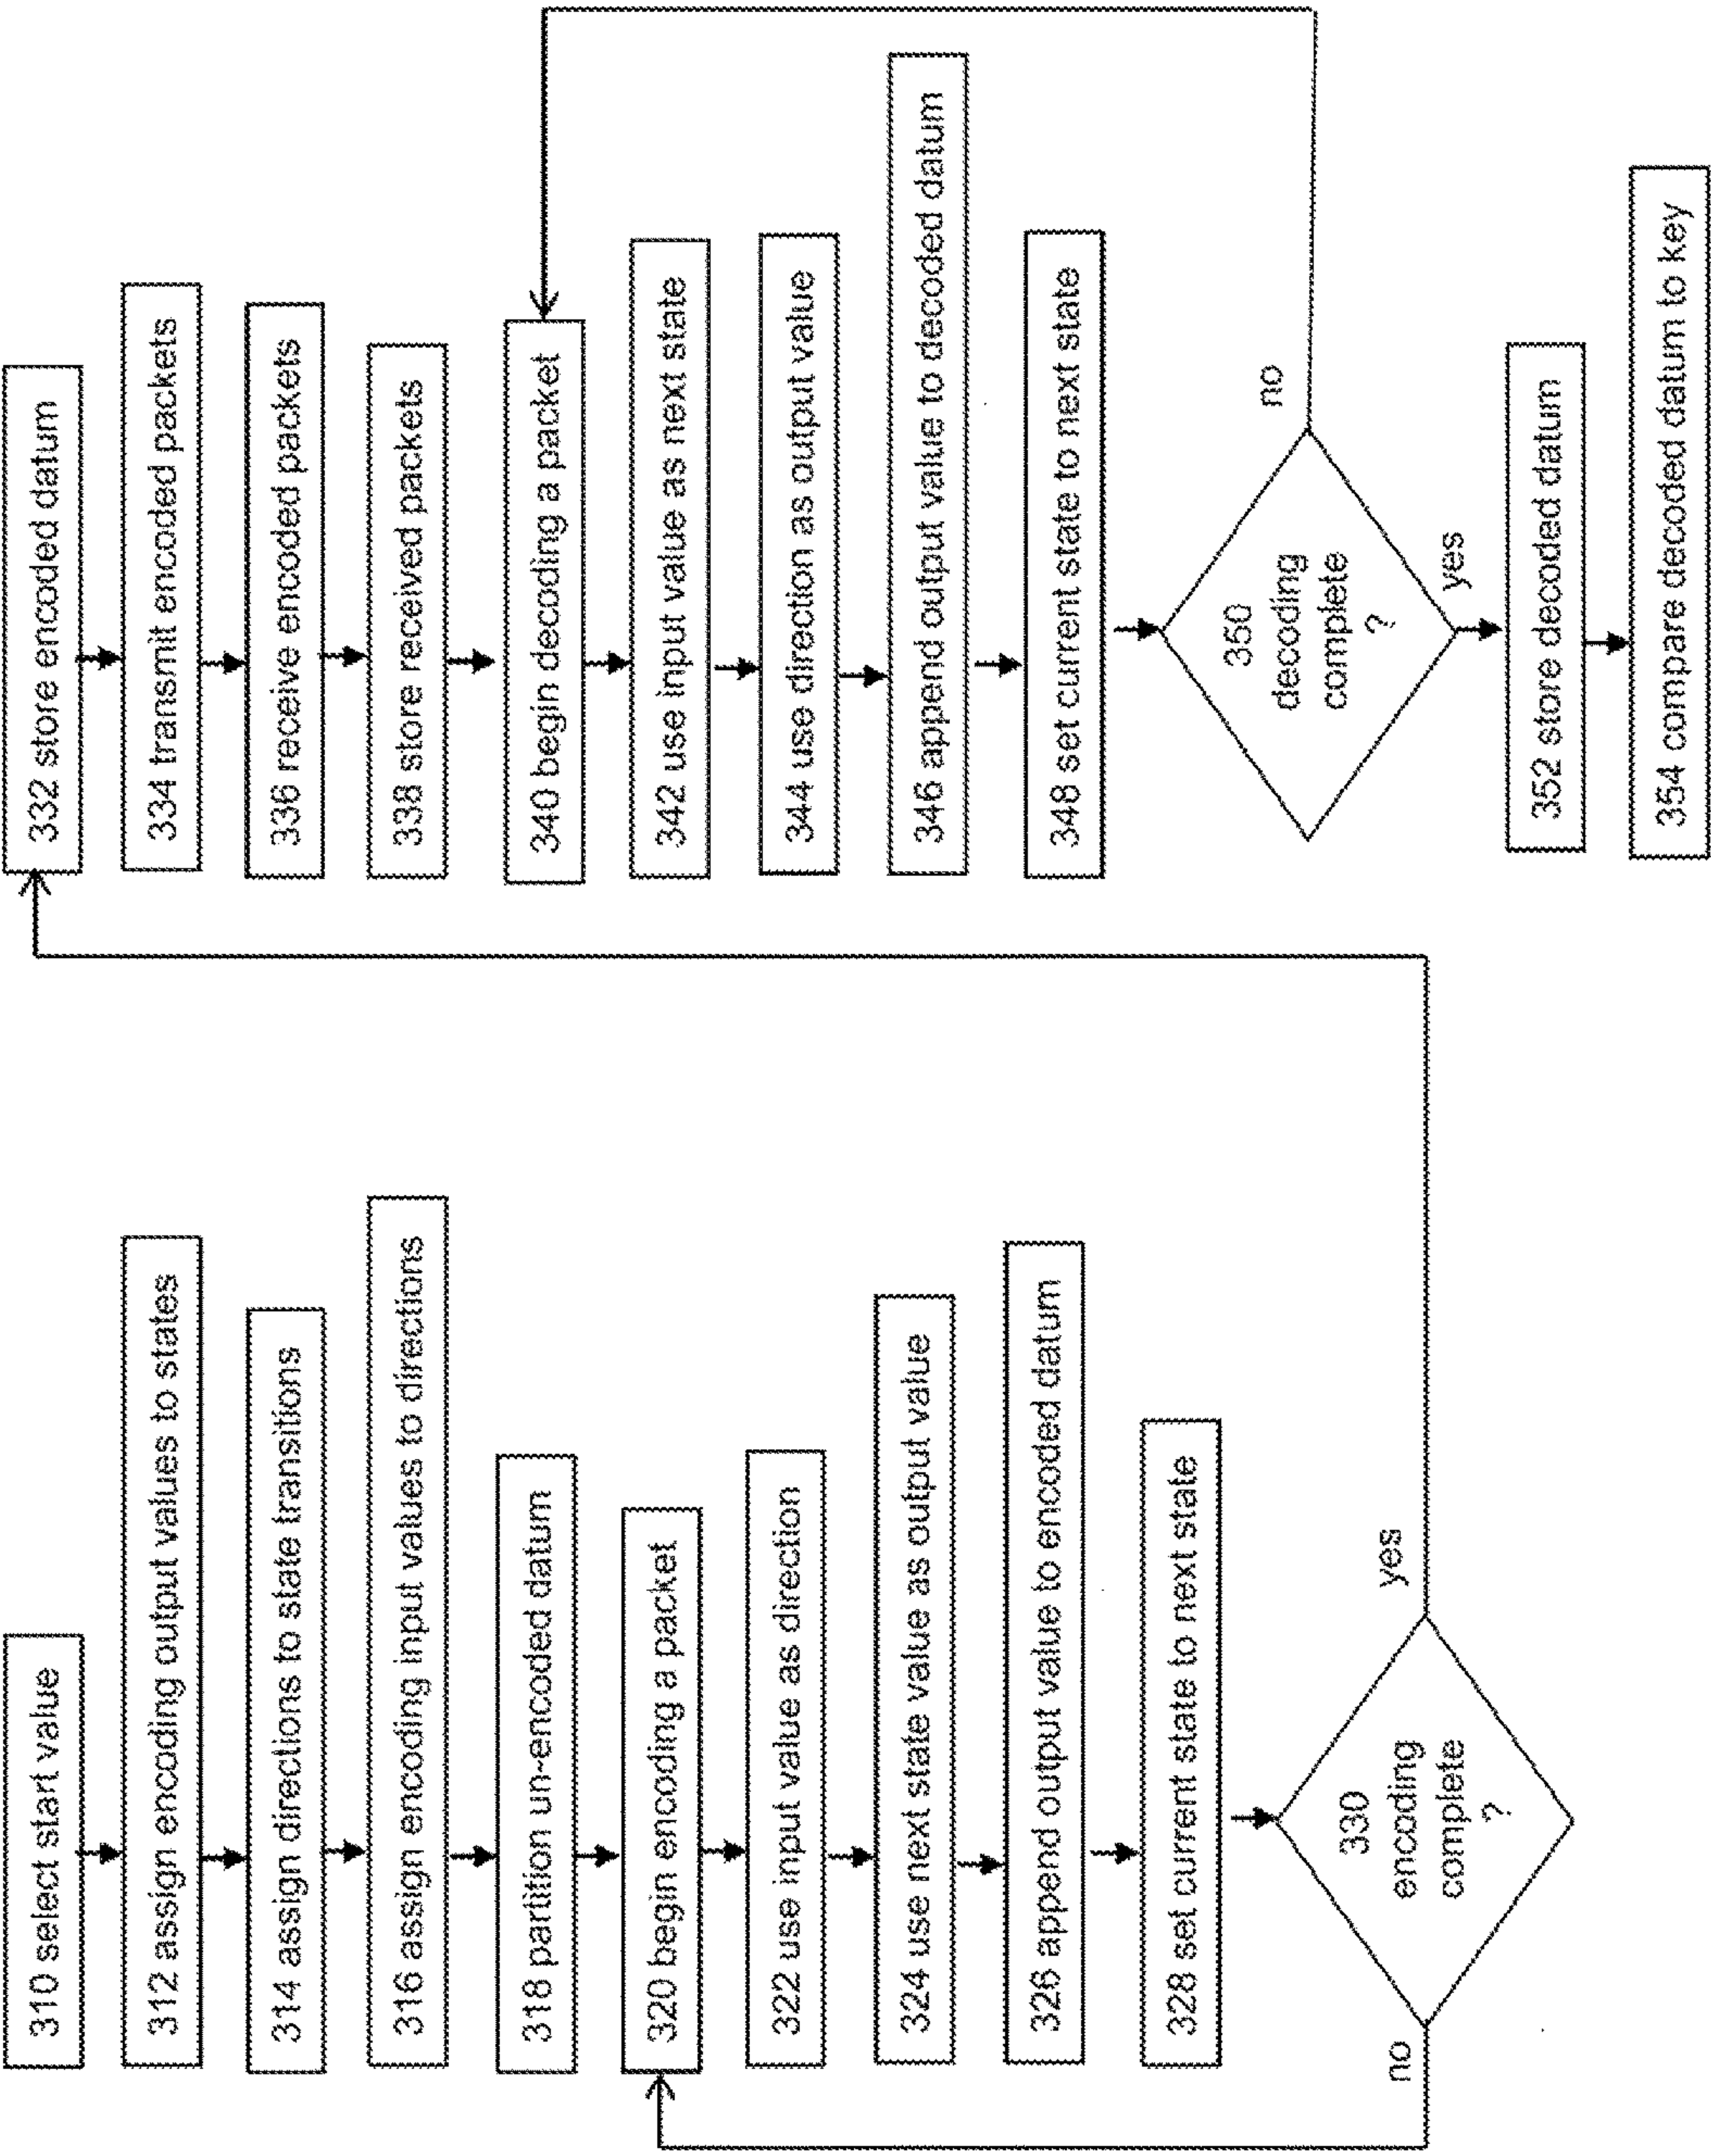 310 select start value
312 assign encoding output values to states
314 assign directions to state transitions
316 assign encoding input values to directions
318 partition un-encoded datum
320 begin encoding a packet
322 use input value as direction
324 use next state value as output value
326 append output value to encoded datum
328 set current state to next state
330
encoding
complete
?
no
yes
332 store encoded datum
334 transmit encoded packets
336 receive encoded packets
338 store received packets
340 begin decoding a packet
342 use input value as next state
344 use direction as output value
346 append output value to decoded datum
348 set current state to next state
350
decoding
complete
?
no
yes
352 store decoded datum
354 compare decoded datum to key